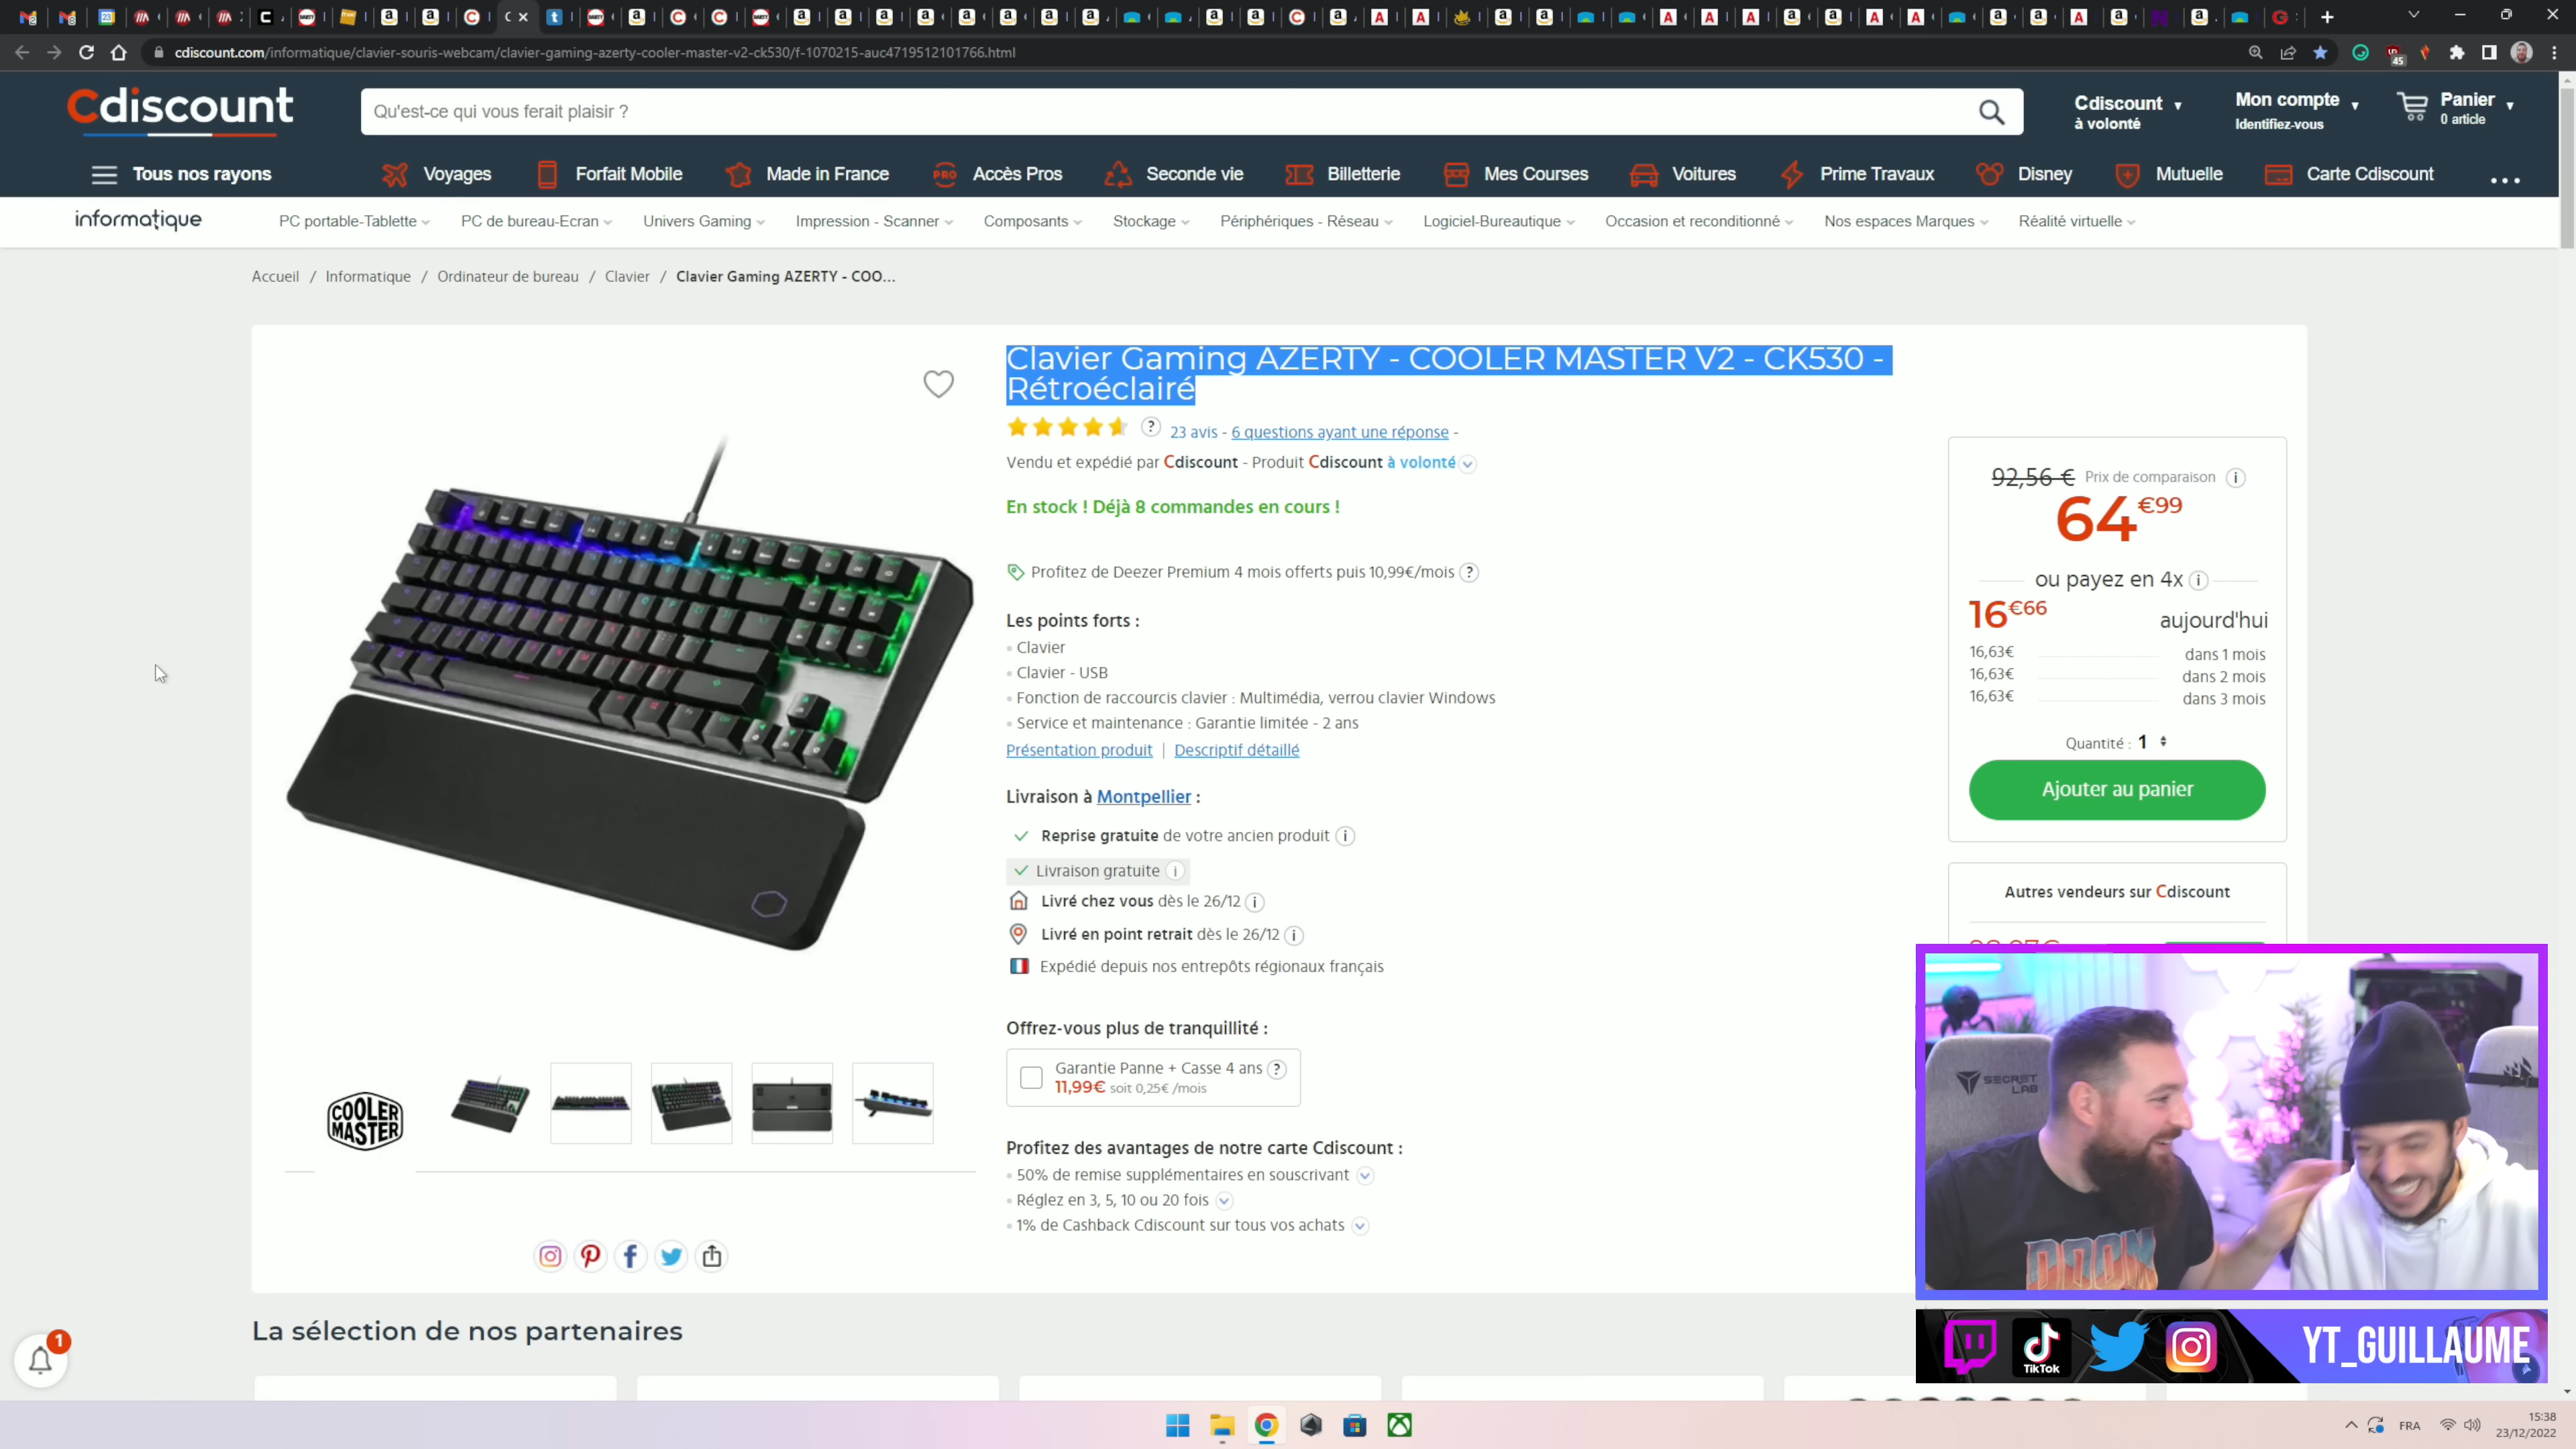 cdiscount.com/informatique/clavier-souris-webcam/clavier-gaming-azerty-cooler-master-v2-ck530/f-1070215-auc4719512101766.html
45
Cdiscount
Qu'est-ce qui vous ferait plaisir ?
Cdiscount
à volonté
Mon compte
Identifiez-vous
Panier
0 article
Tous nos rayons
Voyages
Forfait Mobile
Made in France
PRO Accès Pros
Seconde vie
Billetterie
Mes Courses
Voitures
Prime Travaux
Disney
Mutuelle
Carte Cdiscount
informatique
PC portable-Tablette
PC de bureau-Ecran
Univers Gaming
Impression - Scanner
Composants
Stockage
Périphériques - Réseau
Logiciel-Bureautique
Occasion et reconditionné
Nos espaces Marques
Réalité virtuelle
Accueil / Informatique / Ordinateur de bureau / Clavier / Clavier Gaming AZERTY - COO...
Clavier Gaming AZERTY - COOLER MASTER V2 - CK530 -
Rétroéclairé
? 23 avis - 6 questions ayant une réponse -
Vendu et expédié par Cdiscount - Produit Cdiscount à volonté
En stock ! Déjà 8 commandes en cours !
Profitez de Deezer Premium 4 mois offerts puis 10,99€/mois ?
Les points forts :
Clavier
Clavier - USB
Fonction de raccourcis clavier : Multimédia, verrou clavier Windows
Service et maintenance : Garantie limitée - 2 ans
Présentation produit | Descriptif détaillé
Livraison à Montpellier :
Reprise gratuite de votre ancien produit i
Livraison gratuite i
Livré chez vous dès le 26/12 i
Livré en point retrait dès le 26/12 i
Expédié depuis nos entrepôts régionaux français
Offrez-vous plus de tranquillité :
Garantie Panne + Casse 4 ans ?
11,99€ soit 0,25€ /mois
Profitez des avantages de notre carte Cdiscount :
50% de remise supplémentaires en souscrivant
Réglez en 3, 5, 10 ou 20 fois
1% de Cashback Cdiscount sur tous vos achats
92,56 € Prix de comparaison i
64€99
ou payez en 4x i
16€66 aujourd'hui
16,63€ dans 1 mois
16,63€ dans 2 mois
16,63€ dans 3 mois
Quantité : 1
Ajouter au panier
Autres vendeurs sur Cdiscount
COOLER
MASTER
La sélection de nos partenaires
1
SECRET
LAB
DOOM
TikTok
YT_GUILLAUME
FRA
15:38
23/12/2022